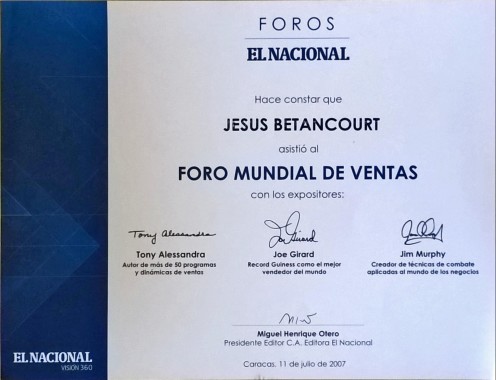 FOROS
EL NACIONAL
Hace constar que
JESUS BETANCOURT
asistió al
FORO MUNDIAL DE VENTAS
con los expositores:
Tony Alessandra
Tony Alessandra
Autor de más de 50 programas
y dinámicas de ventas
Joe Girard
Joe Girard
Record Guiness como el mejor
vendedor del mundo
Jim Murphy
Creador de técnicas de combate
aplicadas al mundo de los negocios
Miguel Henrique Otero
Presidente Editor C.A. Editora El Nacional
Caracas, 11 de julio de 2007
EL NACIONAL
VISIÓN 360